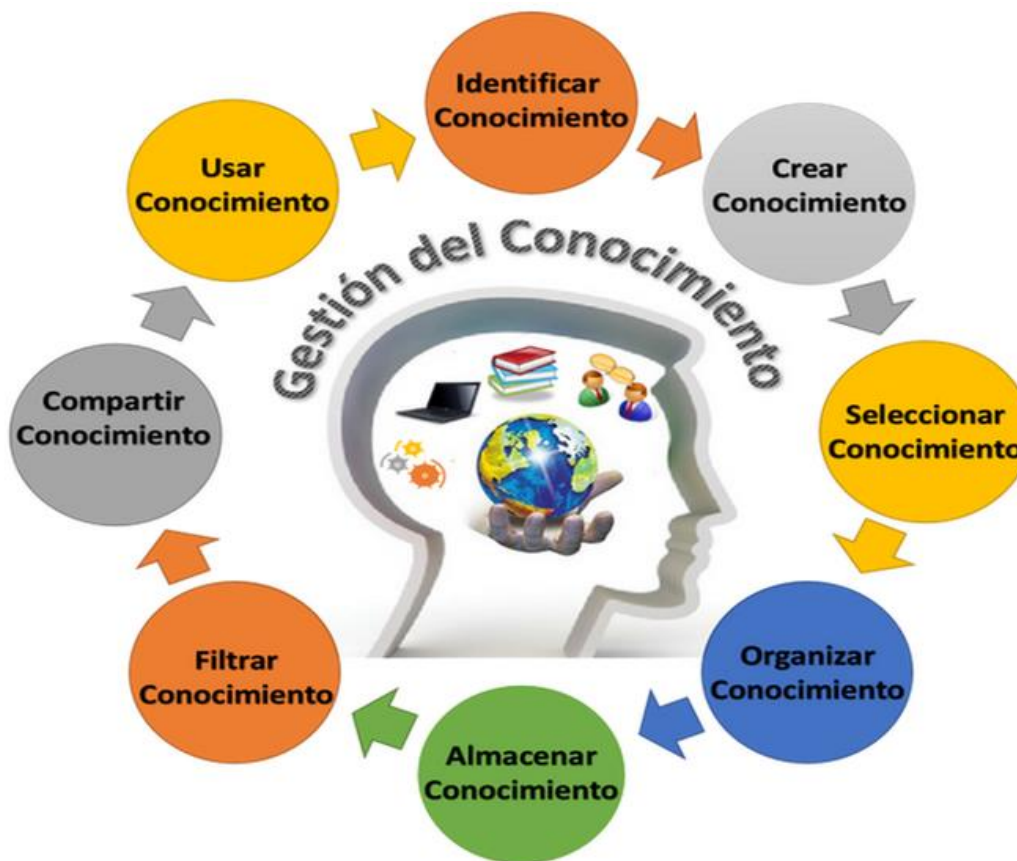 Identificar
Conocimiento
Crear
Conocimiento
Seleccionar
Conocimiento
Organizar
Conocimiento
Almacenar
Conocimiento
Filtrar
Conocimiento
Compartir
Conocimiento
Usar
Conocimiento
Gestión del Conocimiento